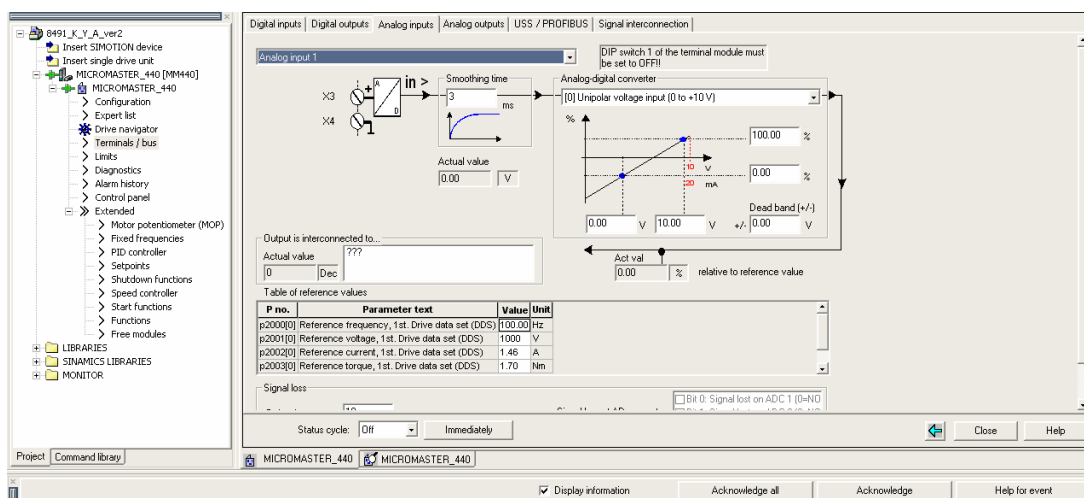 8491_K_Y_A_ver2
Insert SIMOTION device
Insert single drive unit
MICROMASTER_440 [MM440]
MICROMASTER_440
Configuration
Expert list
Drive navigator
Terminals / bus
Limits
Diagnostics
Alarm history
Control panel
Extended
Motor potentiometer (MOP)
Fixed frequencies
PID controller
Setpoints
Shutdown functions
Speed controller
Start functions
Functions
Free modules
LIBRARIES
SINAMICS LIBRARIES
MONITOR
Project Command library
Digital inputs Digital outputs Analog inputs Analog outputs USS / PROFIBUS Signal interconnection
Analog input 1
DIP switch 1 of the terminal module must
be set to OFF!!
X3
X4
A
D
in >
Smoothing time
3 ms
Actual value
0.00 V
Analog-digital converter
[0] Unipolar voltage input (0 to +10 V)
%
100.00 %
10 V
20 mA
0.00 %
Dead band (+/-)
0.00 V 10.00 V +/- 0.00 V
Output is interconnected to...
Actual value
0 Dec
???
Act val
0.00 % relative to reference value
Table of reference values
P no. Parameter text Value Unit
p2000[0] Reference frequency, 1st. Drive data set (DDS) 100.00 Hz
p2001[0] Reference voltage, 1st. Drive data set (DDS) 1000 V
p2002[0] Reference current, 1st. Drive data set (DDS) 1.46 A
p2003[0] Reference torque, 1st. Drive data set (DDS) 1.70 Nm
Signal loss
Bit 0: Signal lost on ADC 1 (0=NO
Status cycle: Off Immediately Close Help
MICROMASTER_440 MICROMASTER_440
Display information Acknowledge all Acknowledge Help for event